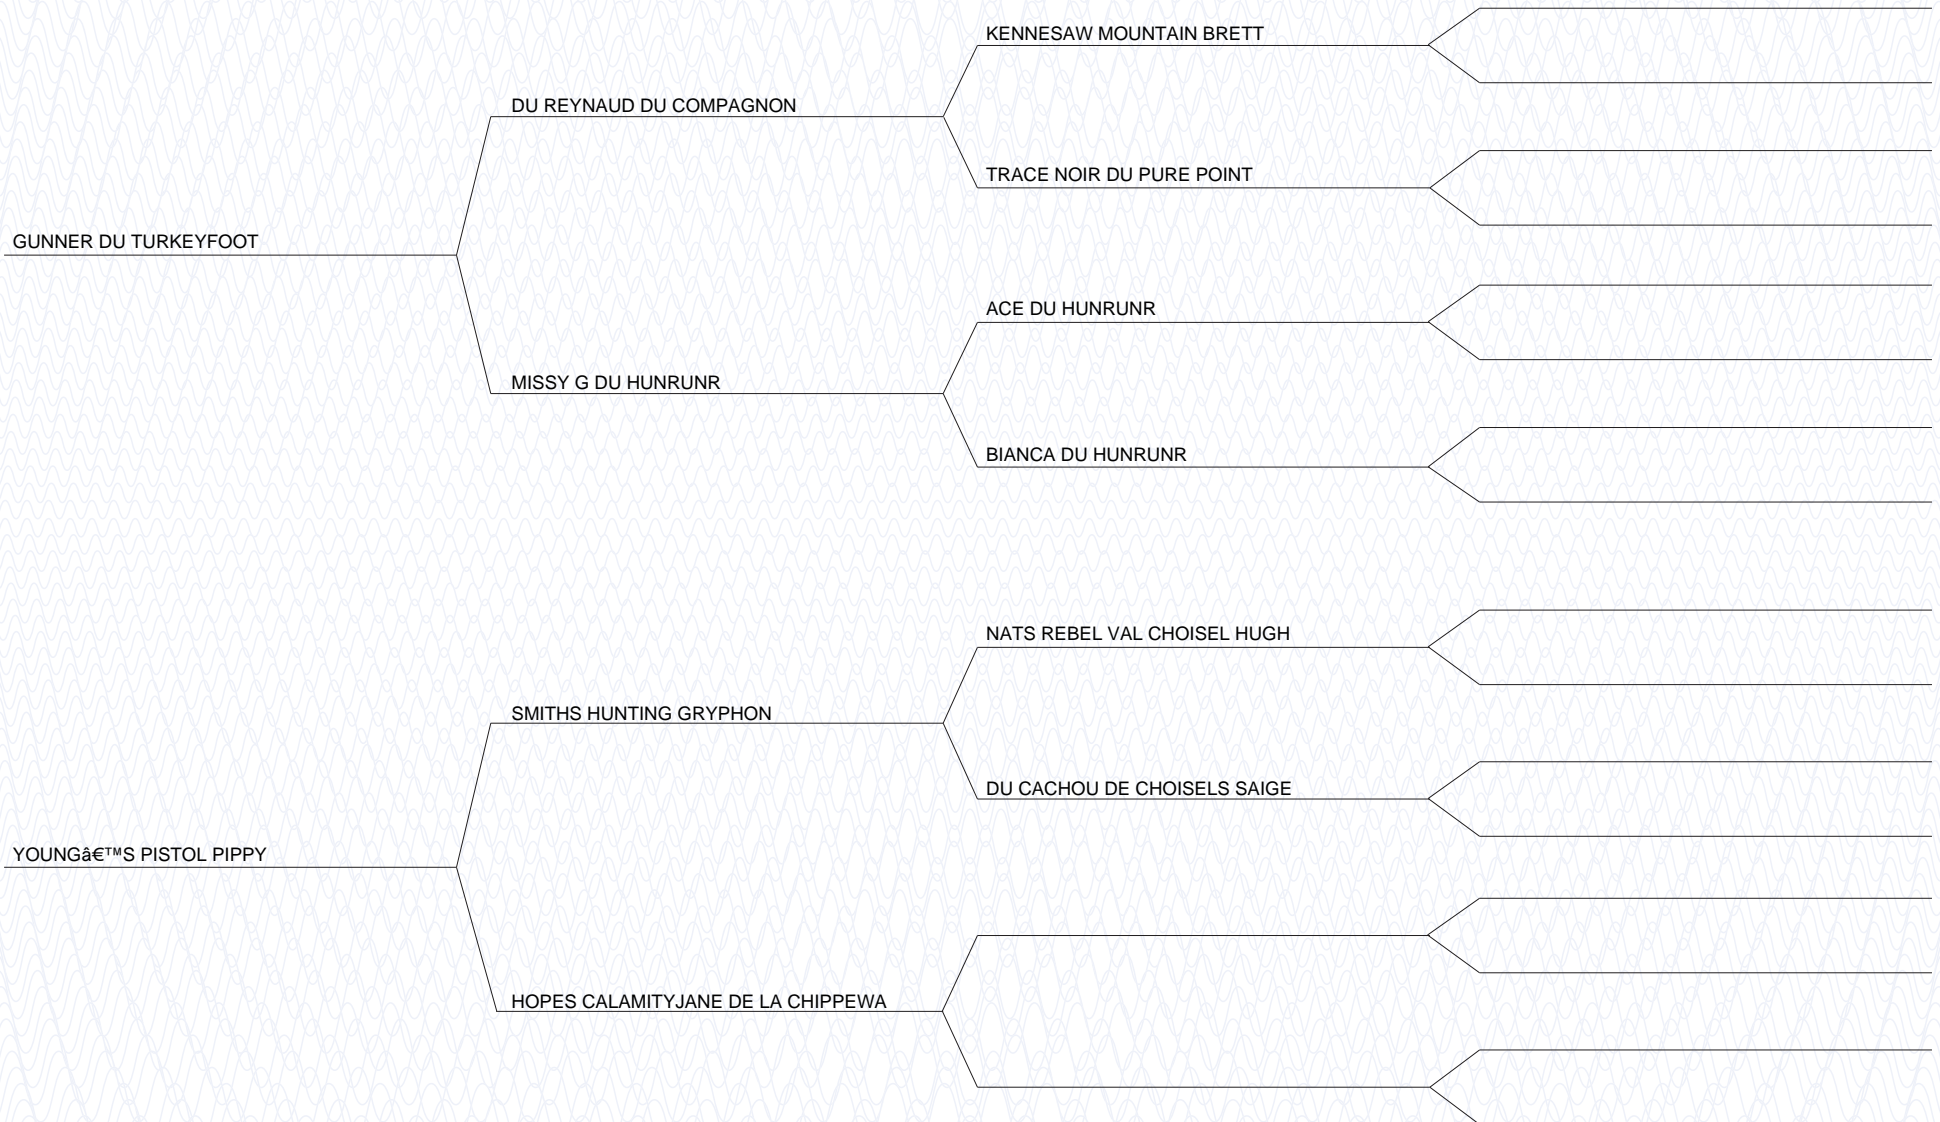 KENNESAW MOUNTAIN BRETT
DU REYNAUD DU COMPAGNON
TRACE NOIR DU PURE POINT
GUNNER DU TURKEYFOOT
ACE DU HUNRUNR
MISSY G DU HUNRUNR
BIANCA DU HUNRUNR
NATS REBEL VAL CHOISEL HUGH
SMITHS HUNTING GRYPHON
DU CACHOU DE CHOISELS SAIGE
YOUNGâ€™S PISTOL PIPPY
HOPES CALAMITYJANE DE LA CHIPPEWA